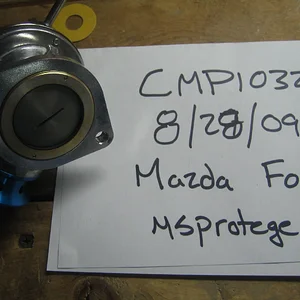 CMP1032
8/28/09
Mazda Fo
msprotege